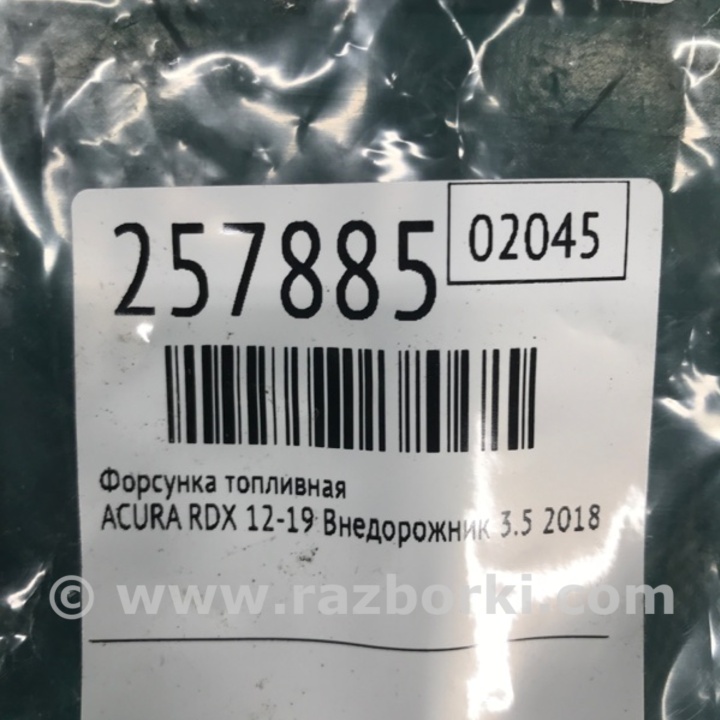 257885
02045
Форсунка топливная
ACURA RDX 12-19 Внедорожник 3.5 2018
© www.razborki.com